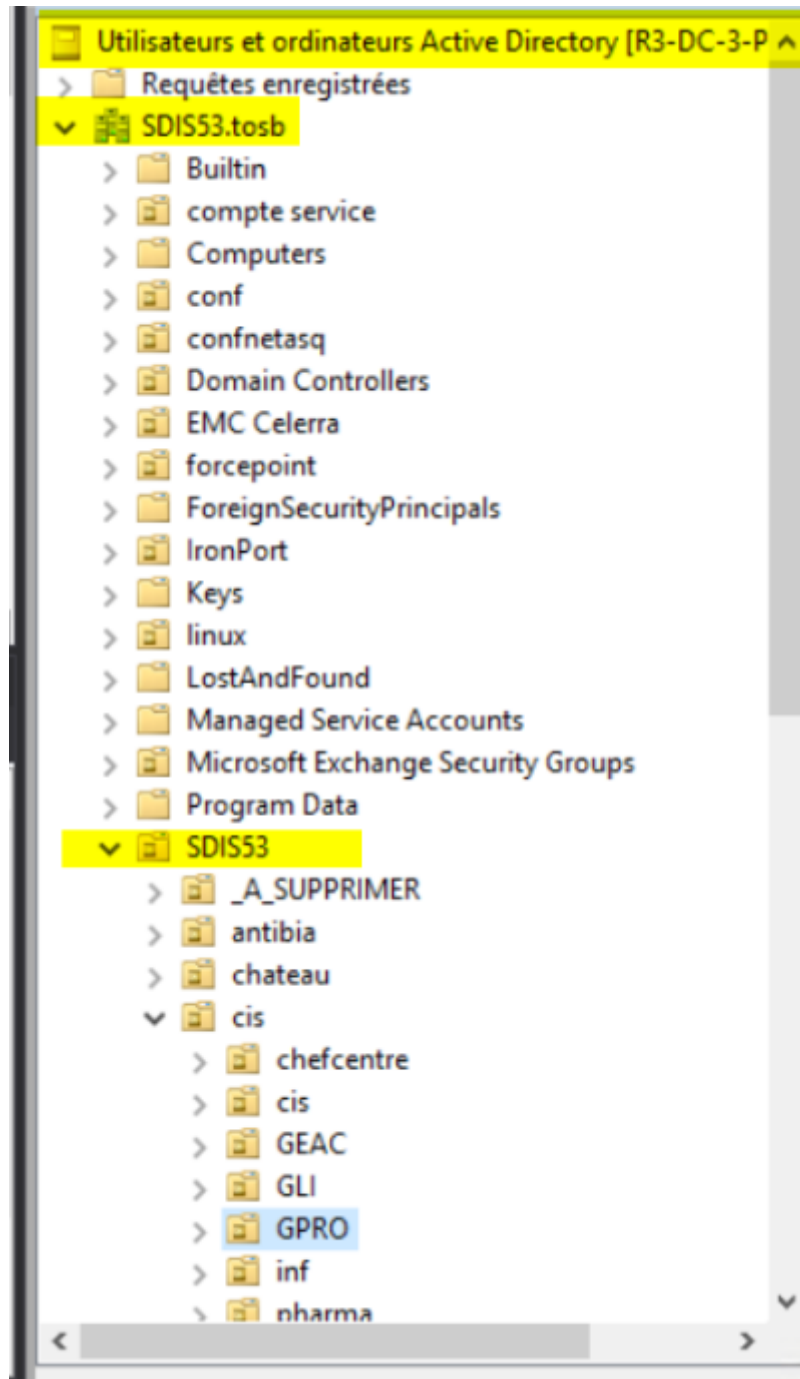 Utilisateurs et ordinateurs Active Directory [R3-DC-3-P
Requêtes enregistrées
SDIS53.tosb
Builtin
compte service
Computers
conf
confnetasq
Domain Controllers
EMC Celerra
forcepoint
ForeignSecurityPrincipals
IronPort
Keys
linux
LostAndFound
Managed Service Accounts
Microsoft Exchange Security Groups
Program Data
SDIS53
_A_SUPPRIMER
antibia
chateau
cis
chefcentre
cis
GEAC
GLI
GPRO
inf
pharma